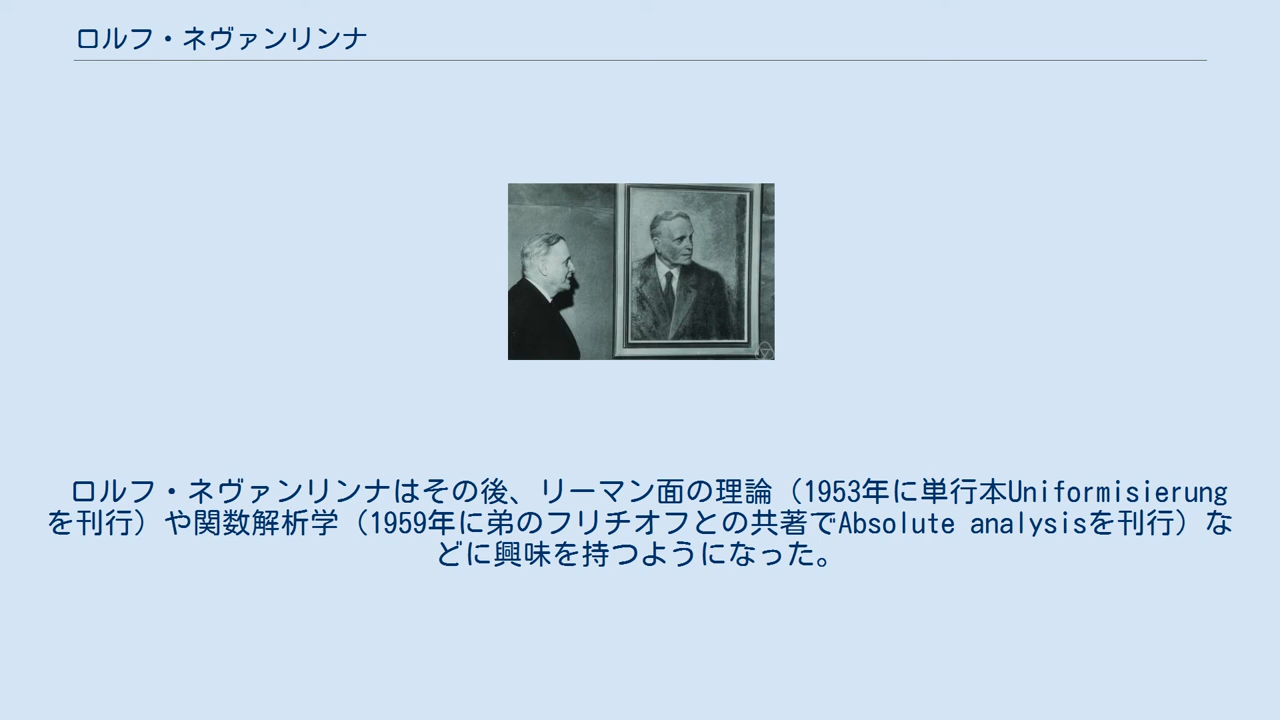 ロルフ・ネヴァンリンナ
ロルフ・ネヴァンリンナはその後、リーマン面の理論（1953年に単行本Uniformisierung
を刊行）や関数解析学（1959年に弟のフリチオフとの共著でAbsolute analysisを刊行）な
どに興味を持つようになった。